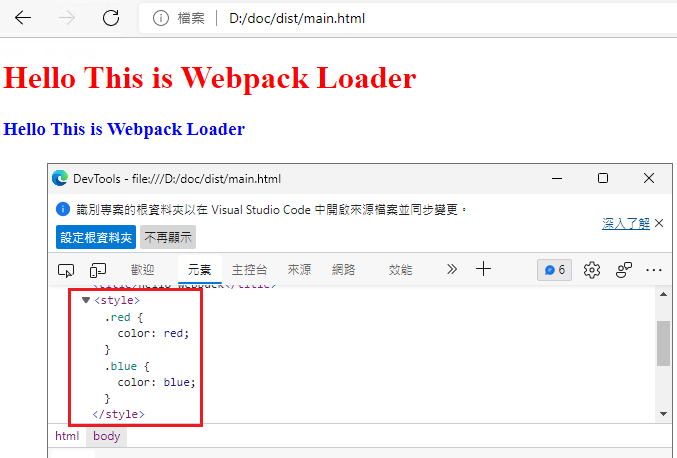 檔案 D:/doc/dist/main.html
Hello This is Webpack Loader
Hello This is Webpack Loader
DevTools - file:///D:/doc/dist/main.html
識別專案的根資料夾以在 Visual Studio Code 中開啟來源檔案並同步變更。
深入了解
設定根資料夾 不再顯示
歡迎 元素 主控台 來源 網路 效能 6
<title>Hello Webpack</title>
<style>
.red {
color: red;
}
.blue {
color: blue;
}
</style>
html body